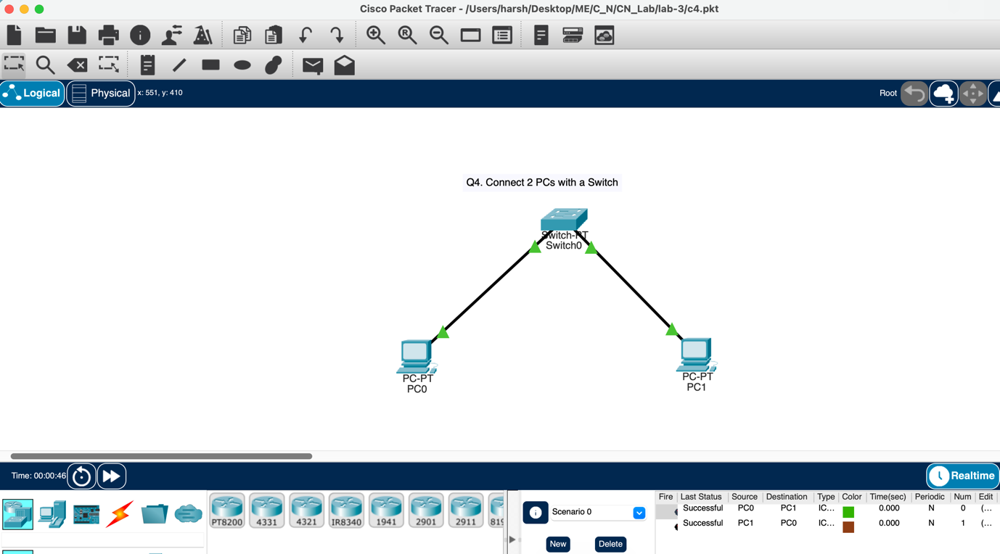 Cisco Packet Tracer - /Users/harsh/Desktop/ME/C_N/CN_Lab/lab-3/c4.pkt
Logical
Physical
x: 551, y: 410
Root
Q4. Connect 2 PCs with a Switch
Switch-PT
Switch0
PC-PT
PC0
PC-PT
PC1
Time: 00:00:46
Realtime
PT8200
4331
4321
IR8340
1941
2901
2911
819
Scenario 0
New
Delete
Fire Last Status Source Destination Type Color Time(sec) Periodic Num Edit
Successful PC0 PC1 IC... 0.000 N 0 (...
Successful PC1 PC0 IC... 0.000 N 1 (...